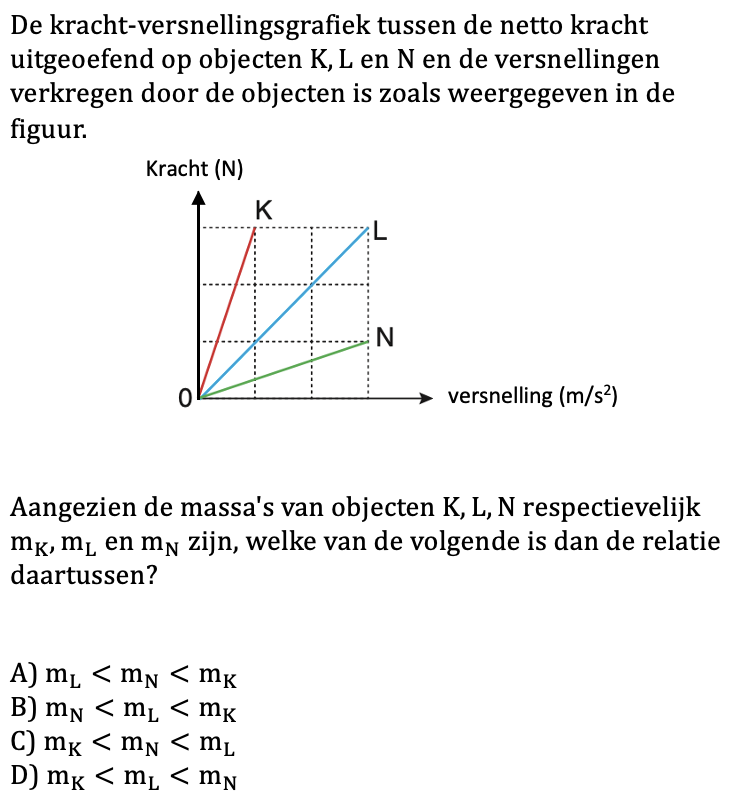 De kracht-versnellingsgrafiek tussen de netto kracht
uitgeoefend op objecten K, L en N en de versnellingen
verkregen door de objecten is zoals weergegeven in de
figuur.
Kracht (N)
K
L
N
0
versnelling (m/s²)
Aangezien de massa's van objecten K, L, N respectievelijk
m_K, m_L en m_N zijn, welke van de volgende is dan de relatie
daartussen?
A) m_L < m_N < m_K
B) m_N < m_L < m_K
C) m_K < m_N < m_L
D) m_K < m_L < m_N